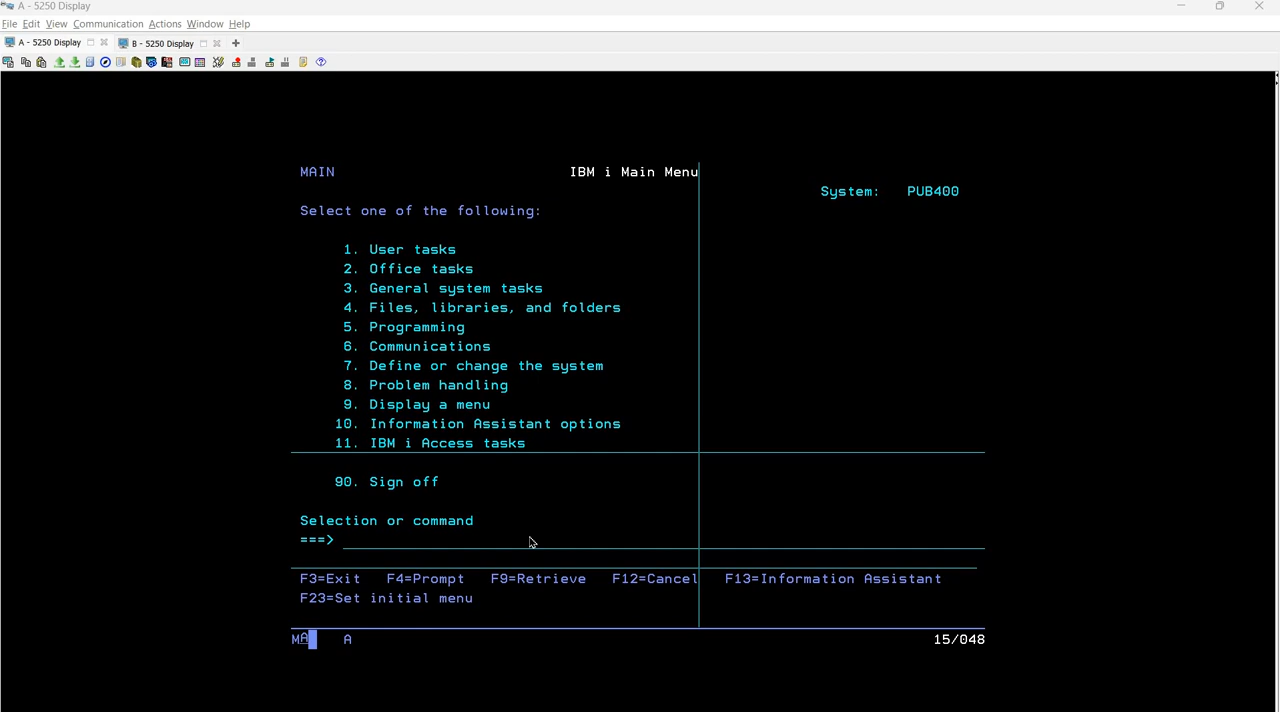 A - 5250 Display
File Edit View Communication Actions Window Help
A - 5250 Display B - 5250 Display
MAIN IBM i Main Menu
System: PUB400
Select one of the following:
1. User tasks
2. Office tasks
3. General system tasks
4. Files, libraries, and folders
5. Programming
6. Communications
7. Define or change the system
8. Problem handling
9. Display a menu
10. Information Assistant options
11. IBM i Access tasks
90. Sign off
Selection or command
===>
F3=Exit F4=Prompt F9=Retrieve F12=Cancel F13=Information Assistant
F23=Set initial menu
MA A 15/048